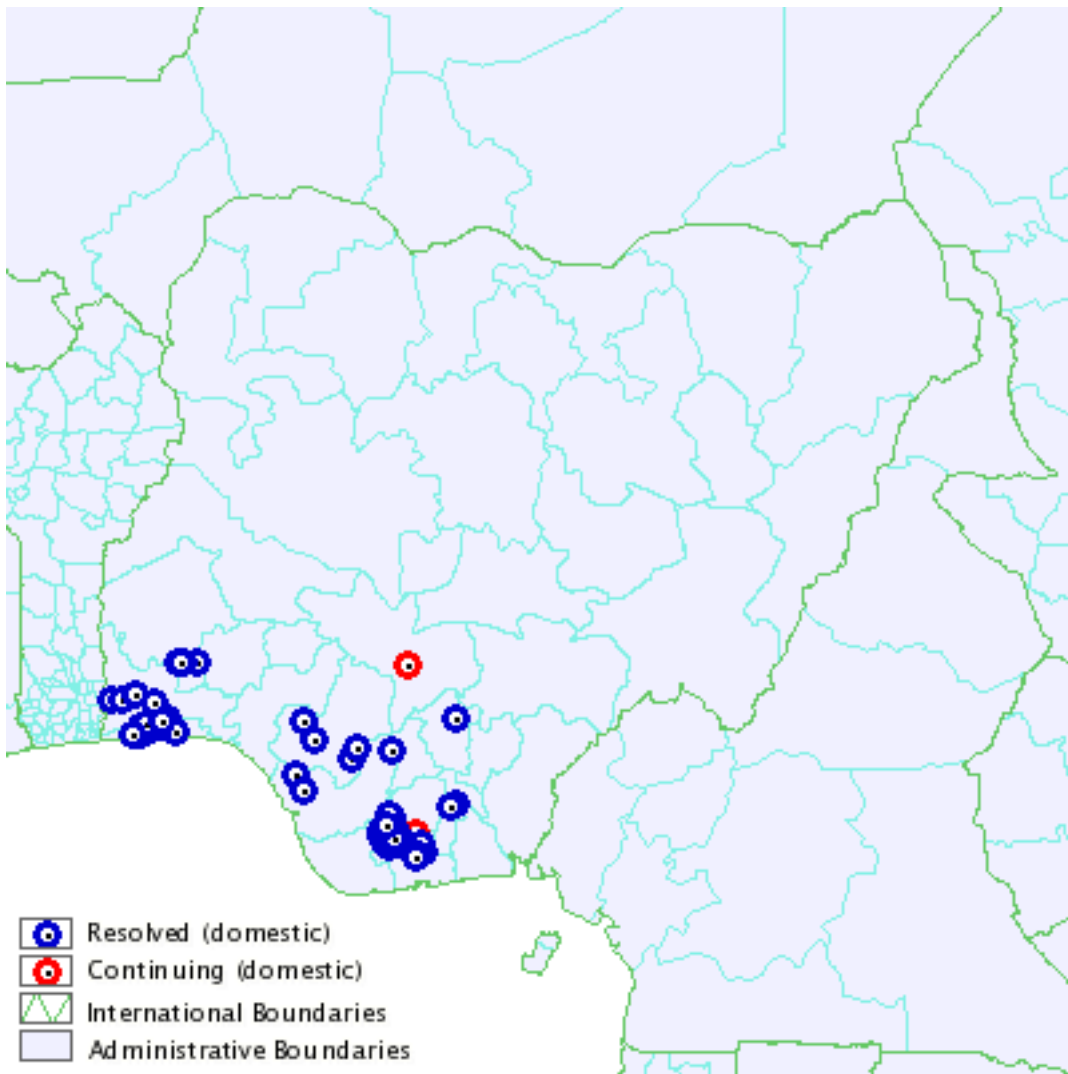 Resolved (domestic)
Continuing (domestic)
International Boundaries
Administrative Boundaries